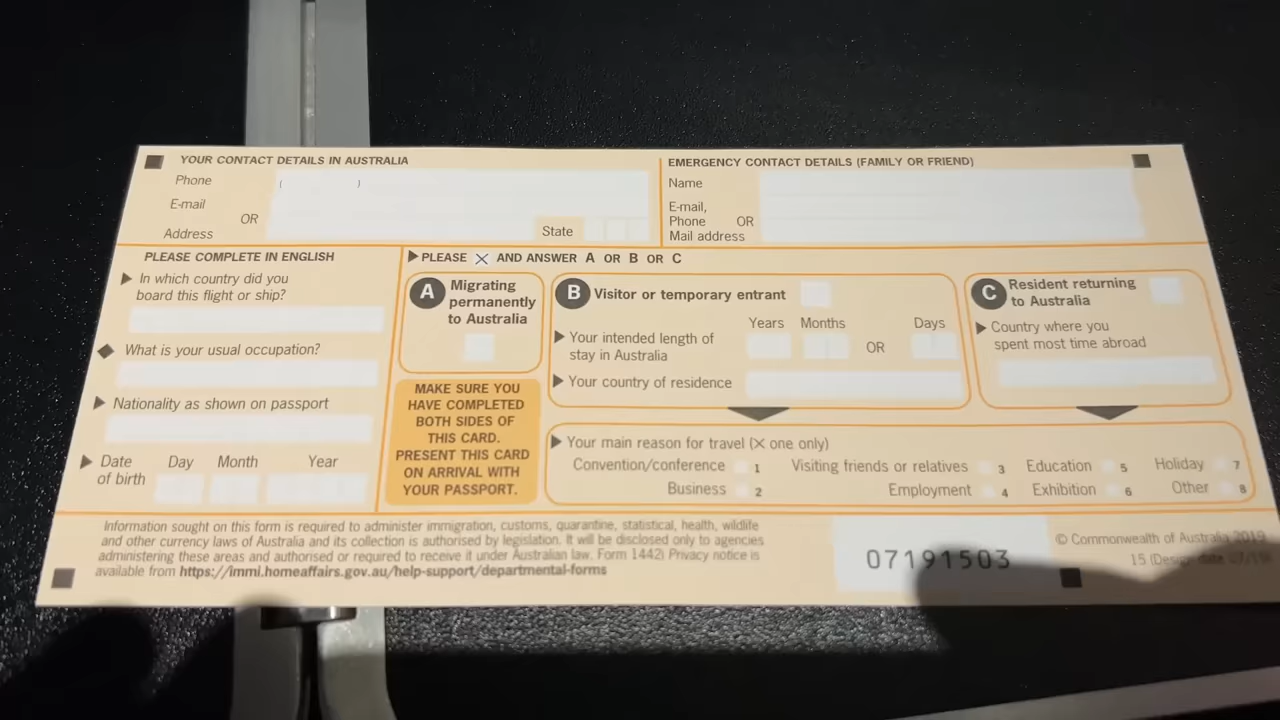 YOUR CONTACT DETAILS IN AUSTRALIA
Phone ( )
E-mail
OR
Address
State
EMERGENCY CONTACT DETAILS (FAMILY OR FRIEND)
Name
E-mail,
Phone OR
Mail address
PLEASE COMPLETE IN ENGLISH
In which country did you
board this flight or ship?
What is your usual occupation?
Nationality as shown on passport
Date
of birth
Day Month Year
PLEASE X AND ANSWER A OR B OR C
A Migrating
permanently
to Australia
MAKE SURE YOU
HAVE COMPLETED
BOTH SIDES OF
THIS CARD.
PRESENT THIS CARD
ON ARRIVAL WITH
YOUR PASSPORT.
B Visitor or temporary entrant
Years Months Days
Your intended length of
stay in Australia
OR
Your country of residence
C Resident returning
to Australia
Country where you
spent most time abroad
Your main reason for travel (X one only)
Convention/conference 1 Visiting friends or relatives 3 Education 5 Holiday 7
Business 2 Employment 4 Exhibition 6 Other 8
Information sought on this form is required to administer immigration, customs, quarantine, statistical, health, wildlife
and other currency laws of Australia and its collection is authorised by legislation. It will be disclosed only to agencies
administering these areas and authorised or required to receive it under Australian law. Form 1442i Privacy notice is
available from https://immi.homeaffairs.gov.au/help-support/departmental-forms
07191503
© Commonwealth of Australia 2019
15 (Design date 07/19)